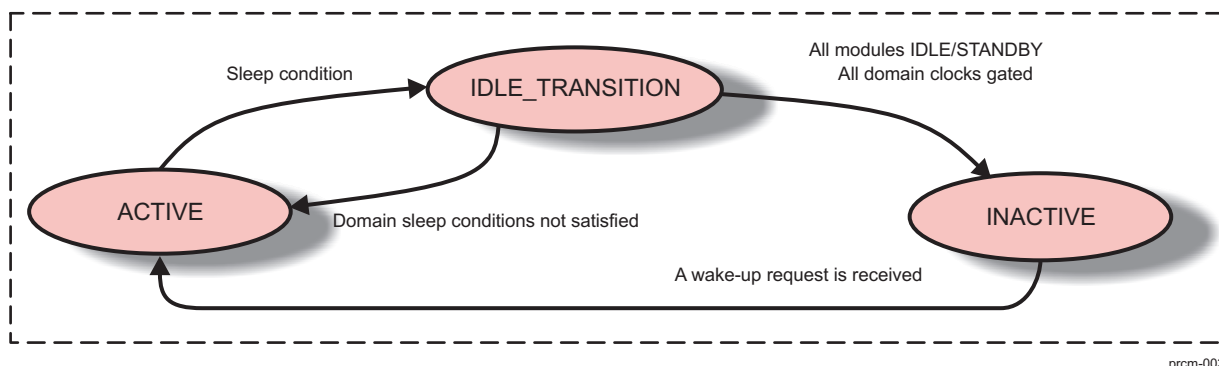 All modules IDLE/STANDBY
All domain clocks gated
Sleep condition
IDLE_TRANSITION
ACTIVE
Domain sleep conditions not satisfied
INACTIVE
A wake-up request is received